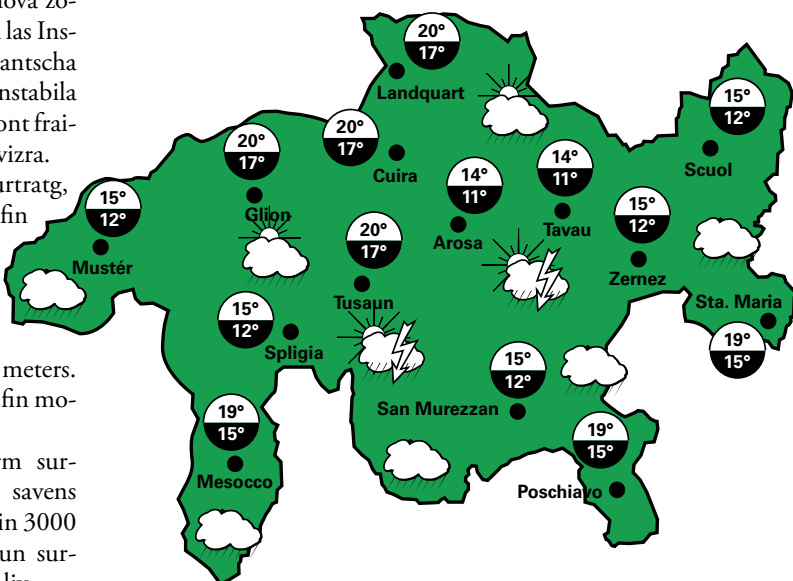 ova zo-
las Ins-
antscha
nstabila
ont frai-
vizra.
urtratg,
fin
meters.
fin mo-
rm sur-
savens
in 3000
un sur-
20°
17°
Landquart
20°
17°
Cuira
20°
17°
Glion
15°
12°
Mustér
14°
11°
Arosa
14°
11°
Tavau
15°
12°
Scuol
15°
12°
Zernez
20°
17°
Tusaun
15°
12°
Spligia
Sta. Maria
19°
15°
15°
12°
San Murezzan
19°
15°
Mesocco
19°
15°
Poschiavo